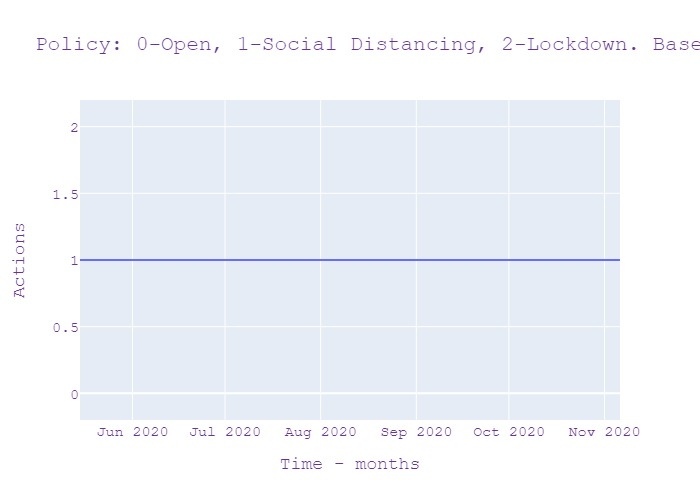 Policy: 0-Open, 1-Social Distancing, 2-Lockdown. Base
2
1.5
1
0.5
0
Actions
Jun 2020 Jul 2020 Aug 2020 Sep 2020 Oct 2020 Nov 2020
Time - months